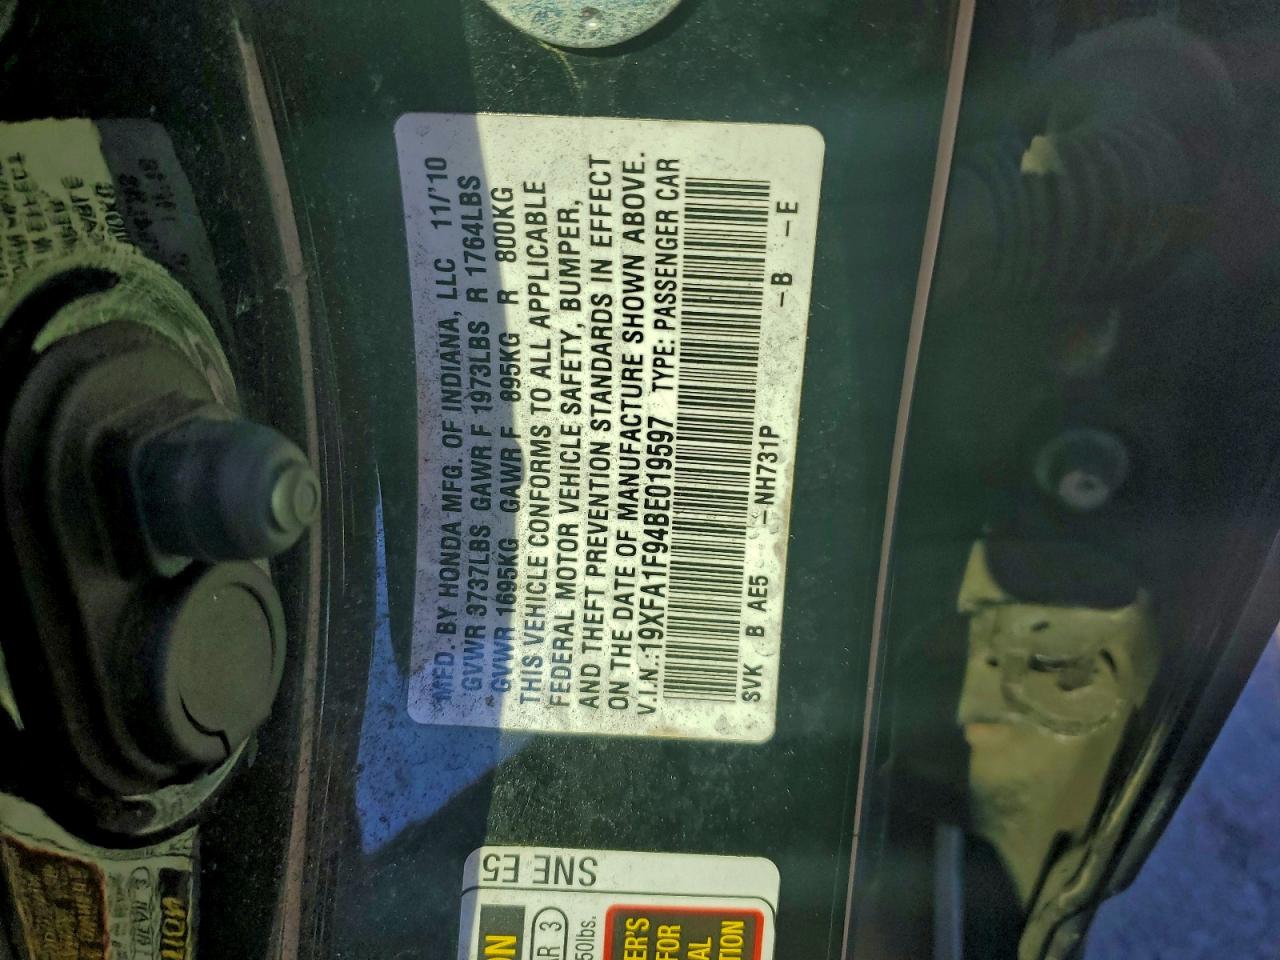 MFD. BY HONDA MFG. OF INDIANA, LLC 11/'10
GVWR 3737LBS GAWR F 1973LBS R 1764LBS
GVWR 1695KG GAWR F 895KG R 800KG
THIS VEHICLE CONFORMS TO ALL APPLICABLE
FEDERAL MOTOR VEHICLE SAFETY, BUMPER,
AND THEFT PREVENTION STANDARDS IN EFFECT
ON THE DATE OF MANUFACTURE SHOWN ABOVE.
V.I.N.:19XFA1F94BE019597 TYPE: PASSENGER CAR
SVK B AE5 -NH731P -B -E
SNE E5